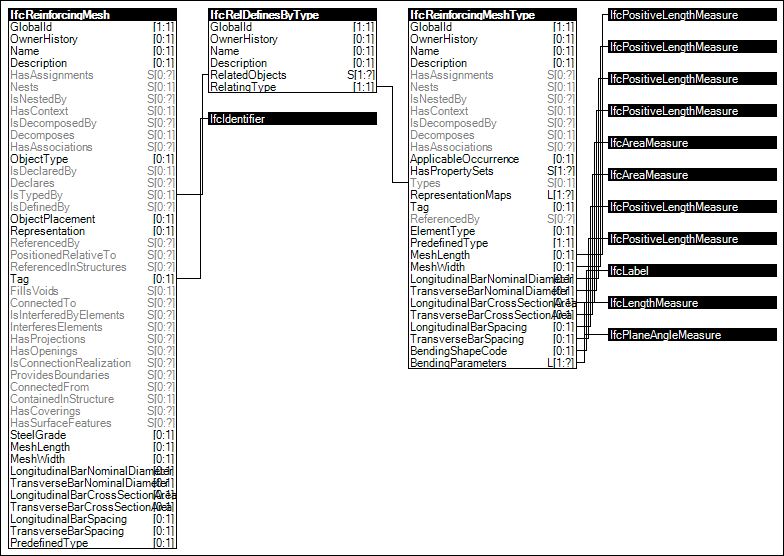 IfcReinforcingMesh
GlobalId [1:1]
OwnerHistory [0:1]
Name [0:1]
Description [0:1]
HasAssignments S[0:?]
Nests S[0:1]
IsNestedBy S[0:?]
HasContext S[0:1]
IsDecomposedBy S[0:?]
Decomposes S[0:1]
HasAssociations S[0:?]
ObjectType [0:1]
IsDeclaredBy S[0:1]
Declares S[0:?]
IsTypedBy S[0:1]
IsDefinedBy S[0:?]
ObjectPlacement [0:1]
Representation [0:1]
ReferencedBy S[0:?]
PositionedRelativeTo S[0:?]
ReferencedInStructures S[0:?]
Tag [0:1]
FillsVoids S[0:1]
ConnectedTo S[0:?]
IsInterferedByElements S[0:?]
InterferesElements S[0:?]
HasProjections S[0:?]
HasOpenings S[0:?]
IsConnectionRealization S[0:?]
ProvidesBoundaries S[0:?]
ConnectedFrom S[0:?]
ContainedInStructure S[0:1]
HasCoverings S[0:?]
HasSurfaceFeatures S[0:?]
SteelGrade [0:1]
MeshLength [0:1]
MeshWidth [0:1]
LongitudinalBarNominalDiameter [0:1]
TransverseBarNominalDiameter [0:1]
LongitudinalBarCrossSectionArea [0:1]
TransverseBarCrossSectionArea [0:1]
LongitudinalBarSpacing [0:1]
TransverseBarSpacing [0:1]
PredefinedType [0:1]
IfcRelDefinesByType
GlobalId [1:1]
OwnerHistory [0:1]
Name [0:1]
Description [0:1]
RelatedObjects S[1:?]
RelatingType [1:1]
IfcIdentifier
IfcReinforcingMeshType
GlobalId [1:1]
OwnerHistory [0:1]
Name [0:1]
Description [0:1]
HasAssignments S[0:?]
Nests S[0:1]
IsNestedBy S[0:?]
HasContext S[0:1]
IsDecomposedBy S[0:?]
Decomposes S[0:1]
HasAssociations S[0:?]
ApplicableOccurrence [0:1]
HasPropertySets S[1:?]
Types S[0:1]
RepresentationMaps L[1:?]
Tag [0:1]
ReferencedBy S[0:?]
ElementType [0:1]
PredefinedType [1:1]
MeshLength [0:1]
MeshWidth [0:1]
LongitudinalBarNominalDiameter [0:1]
TransverseBarNominalDiameter [0:1]
LongitudinalBarCrossSectionArea [0:1]
TransverseBarCrossSectionArea [0:1]
LongitudinalBarSpacing [0:1]
TransverseBarSpacing [0:1]
BendingShapeCode [0:1]
BendingParameters L[1:?]
IfcPositiveLengthMeasure
IfcPositiveLengthMeasure
IfcPositiveLengthMeasure
IfcPositiveLengthMeasure
IfcAreaMeasure
IfcAreaMeasure
IfcPositiveLengthMeasure
IfcPositiveLengthMeasure
IfcLabel
IfcLengthMeasure
IfcPlaneAngleMeasure